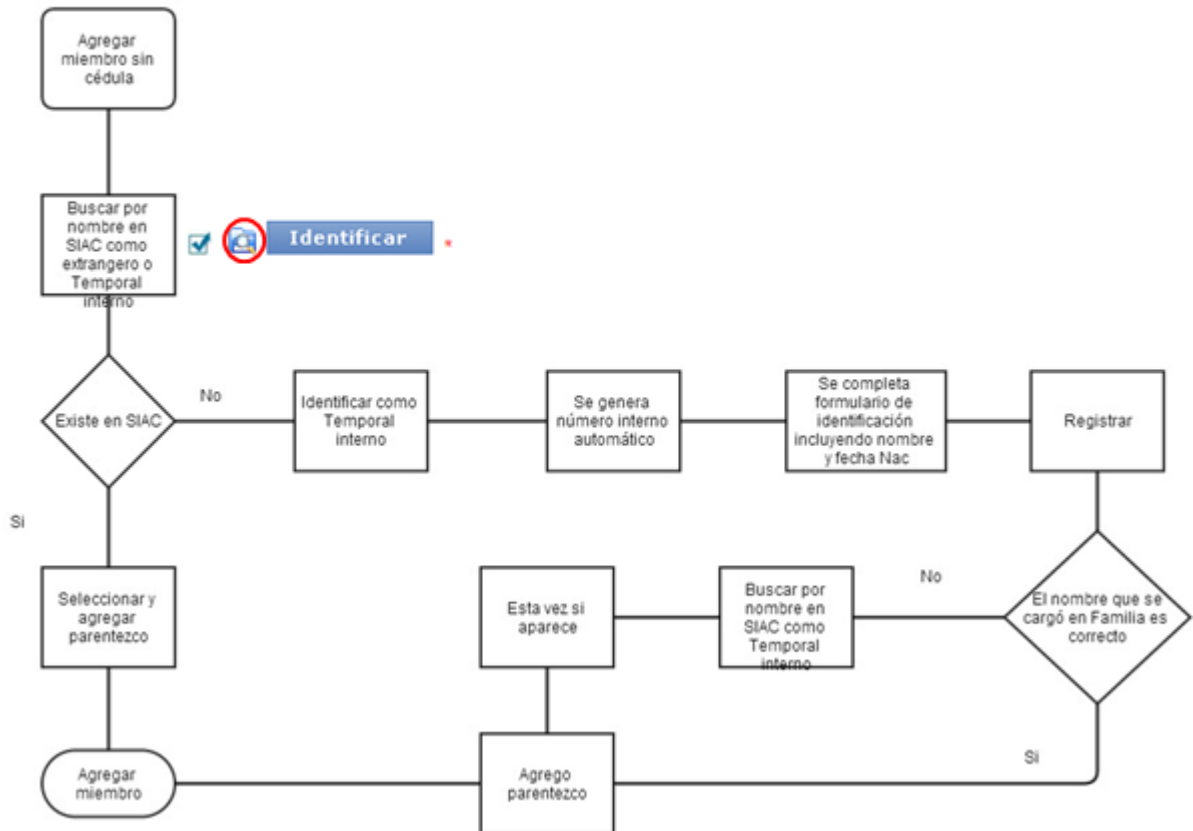 Agregar
miembro sin
cédula
Buscar por
nombre en
SIAC como
extrangero o
Temporal
interno
Identificar *
Existe en SIAC
No
Identificar como
Temporal
interno
Se genera
número interno
automático
Se completa
formulario de
identificación
incluyendo nombre
y fecha Nac
Registrar
Si
Seleccionar y
agregar
parentezco
Esta vez si
aparece
Buscar por
nombre en
SIAC como
Temporal
interno
No
El nombre que se
cargó en Familia es
correcto
Agregar
miembro
Agrego
parentezco
Si